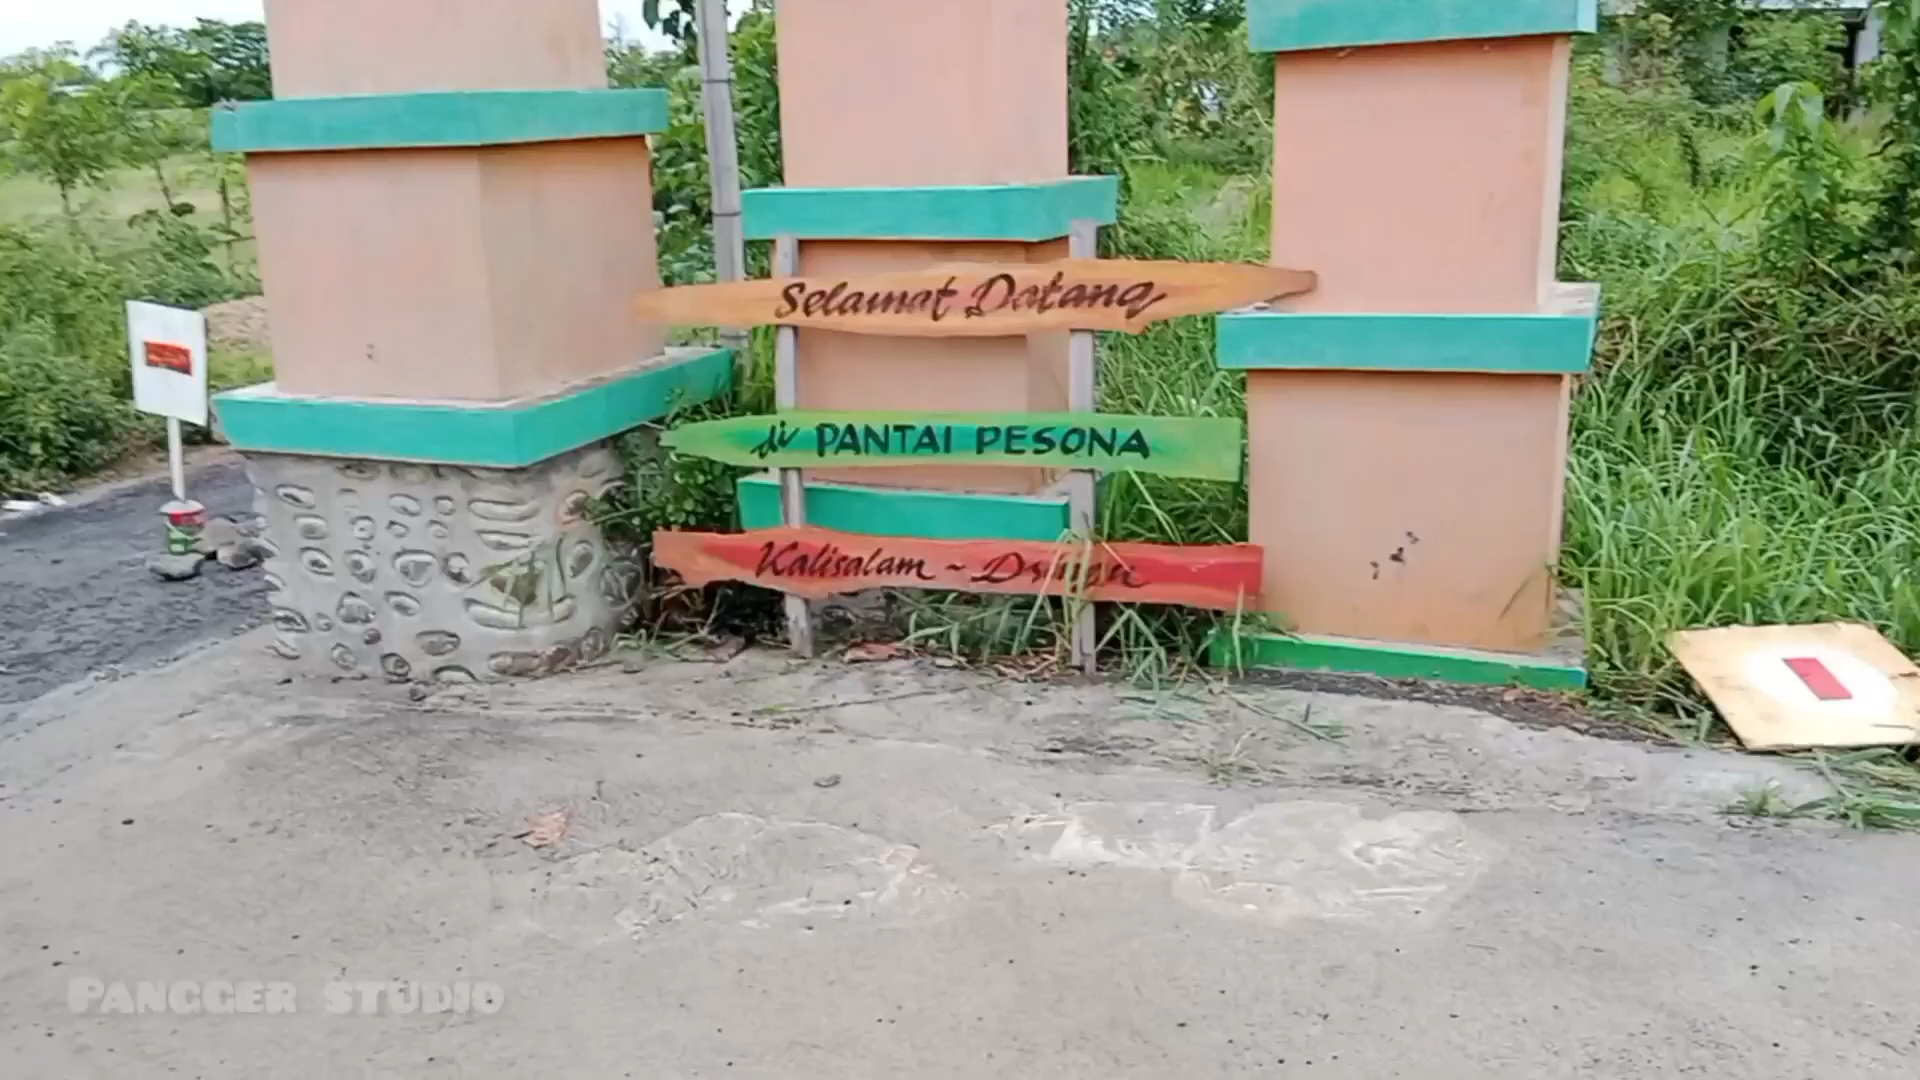 Selamat Datang
di PANTAI PESONA
Kalisalam ~
PANGGER STUDIO